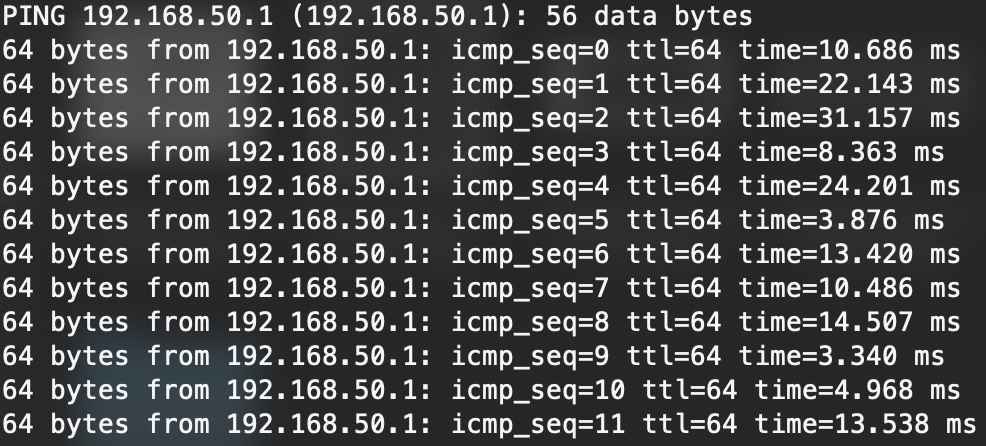 PING 192.168.50.1 (192.168.50.1): 56 data bytes
64 bytes from 192.168.50.1: icmp_seq=0 ttl=64 time=10.686 ms
64 bytes from 192.168.50.1: icmp_seq=1 ttl=64 time=22.143 ms
64 bytes from 192.168.50.1: icmp_seq=2 ttl=64 time=31.157 ms
64 bytes from 192.168.50.1: icmp_seq=3 ttl=64 time=8.363 ms
64 bytes from 192.168.50.1: icmp_seq=4 ttl=64 time=24.201 ms
64 bytes from 192.168.50.1: icmp_seq=5 ttl=64 time=3.876 ms
64 bytes from 192.168.50.1: icmp_seq=6 ttl=64 time=13.420 ms
64 bytes from 192.168.50.1: icmp_seq=7 ttl=64 time=10.486 ms
64 bytes from 192.168.50.1: icmp_seq=8 ttl=64 time=14.507 ms
64 bytes from 192.168.50.1: icmp_seq=9 ttl=64 time=3.340 ms
64 bytes from 192.168.50.1: icmp_seq=10 ttl=64 time=4.968 ms
64 bytes from 192.168.50.1: icmp_seq=11 ttl=64 time=13.538 ms